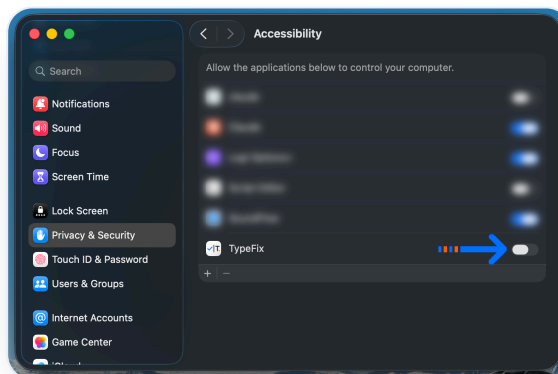 Accessibility
Search
Allow the applications below to control your computer.
Notifications
Sound
Focus
Screen Time
Lock Screen
Privacy & Security
TypeFix
Touch ID & Password
Users & Groups
Internet Accounts
Game Center